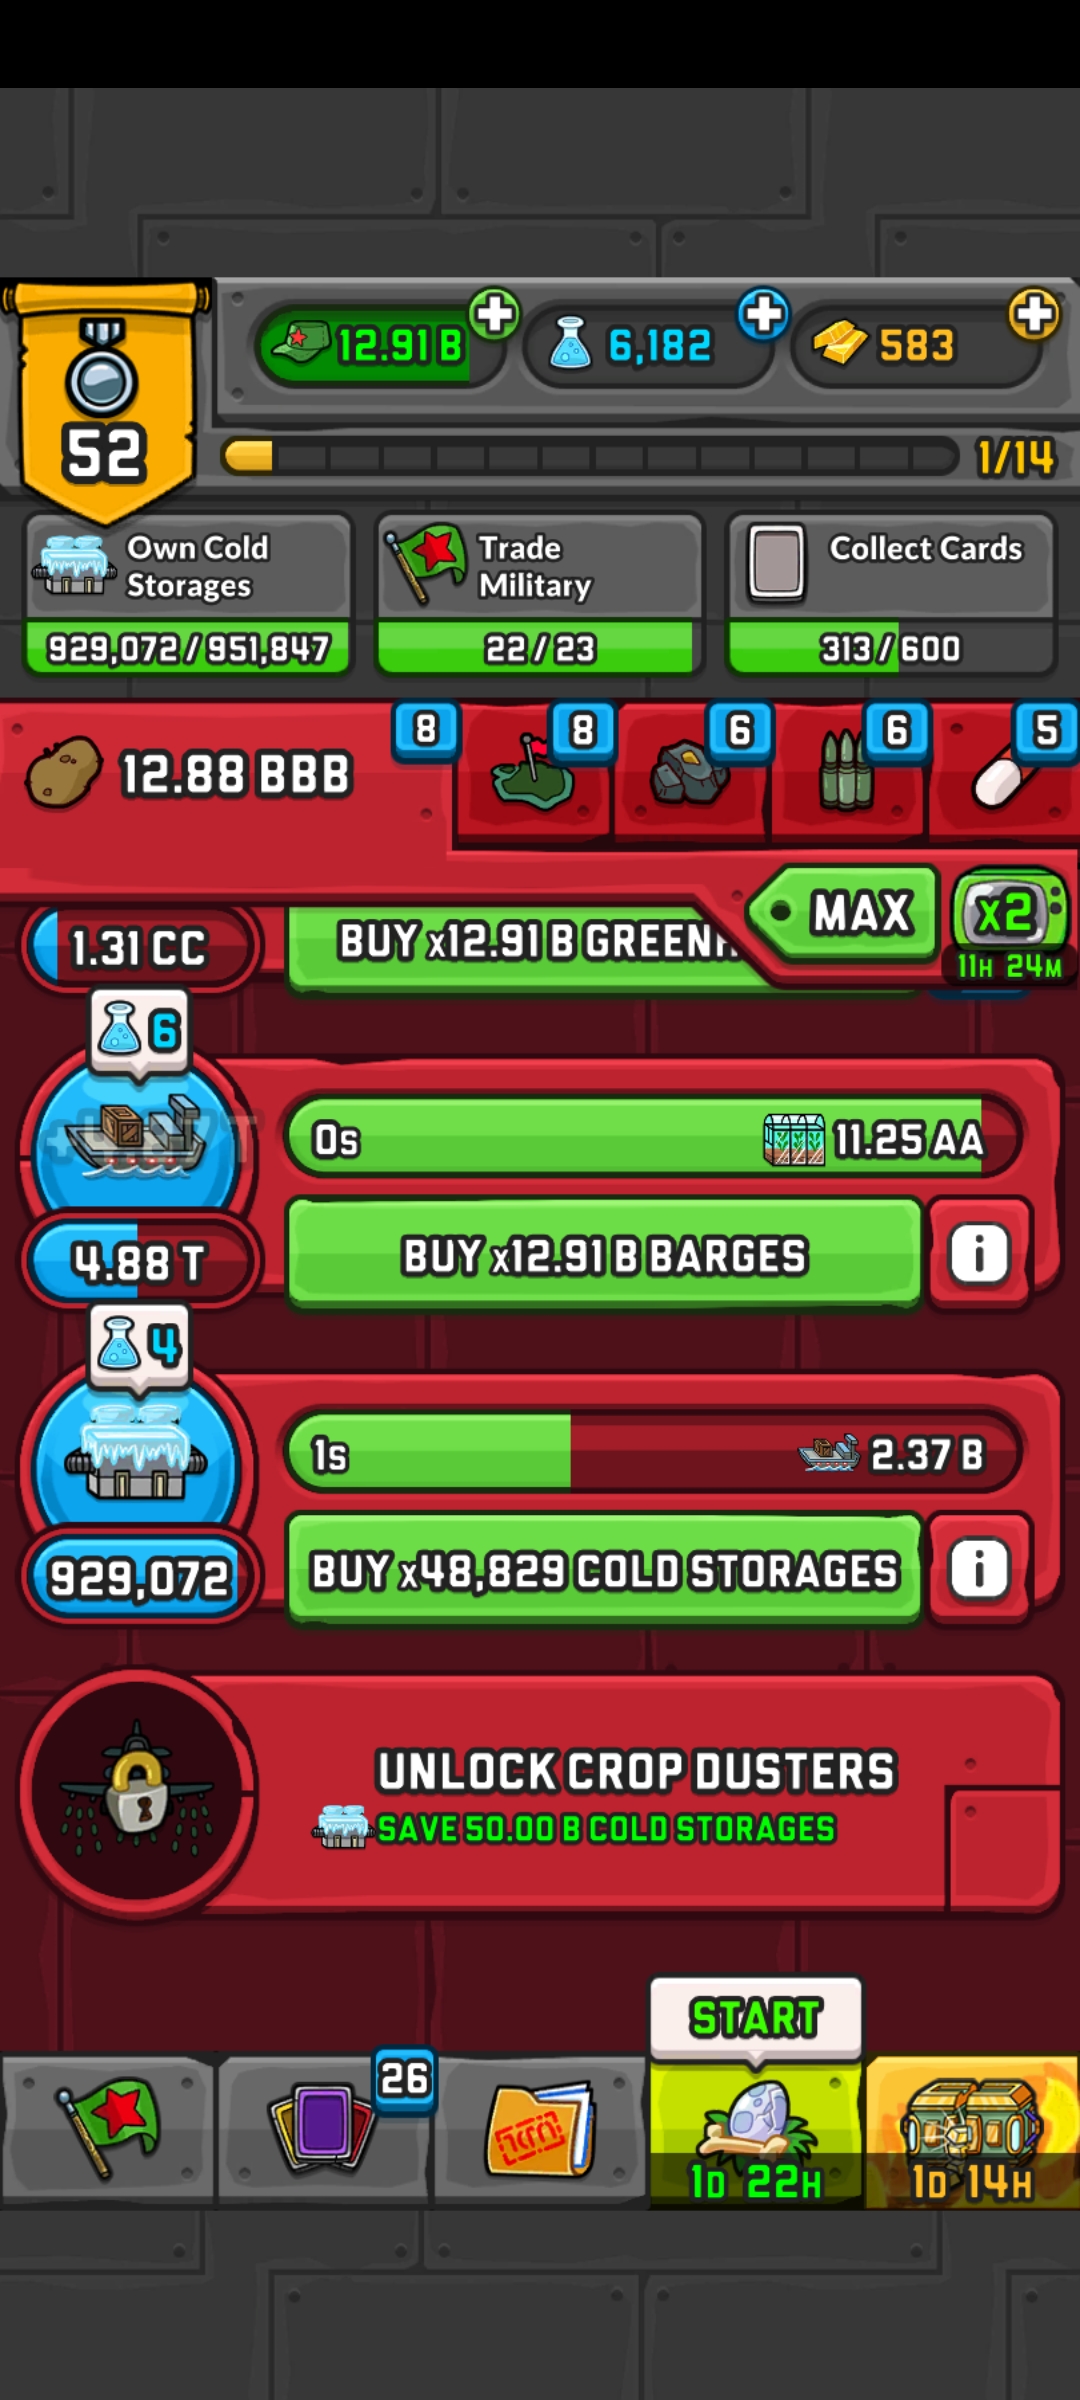 12.91 B
6,182
583
52
1/14
Own Cold
Storages
929,072 / 951,847
Trade
Military
22 / 23
Collect Cards
313 / 600
12.88 BBB
8
8
6
6
5
MAX
x2
11H 24M
1.31 CC
BUY x12.91 B GREENH
6
0s
11.25 AA
4.88 T
BUY x12.91 B BARGES
i
4
1s
2.37 B
929,072
BUY x48,829 COLD STORAGES
i
UNLOCK CROP DUSTERS
SAVE 50.00 B COLD STORAGES
START
26
1D 22H
1D 14H